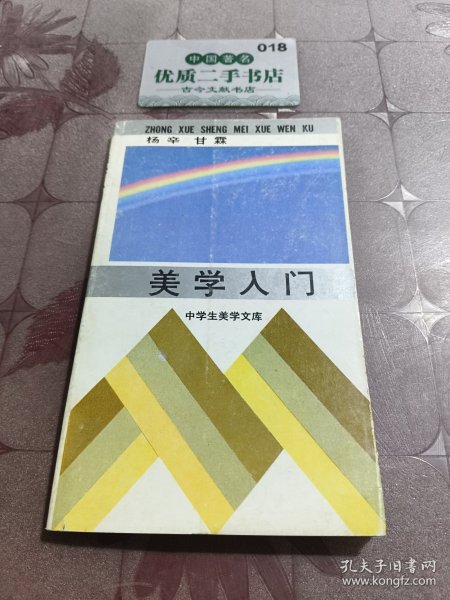 018
中国著名
优质二手书店
古今文献书店
ZHONG XUE SHENG MEI XUE WEN KU
杨辛 甘霖
美学入门
中学生美学文库
孔夫子旧书网
www.kongfz.com